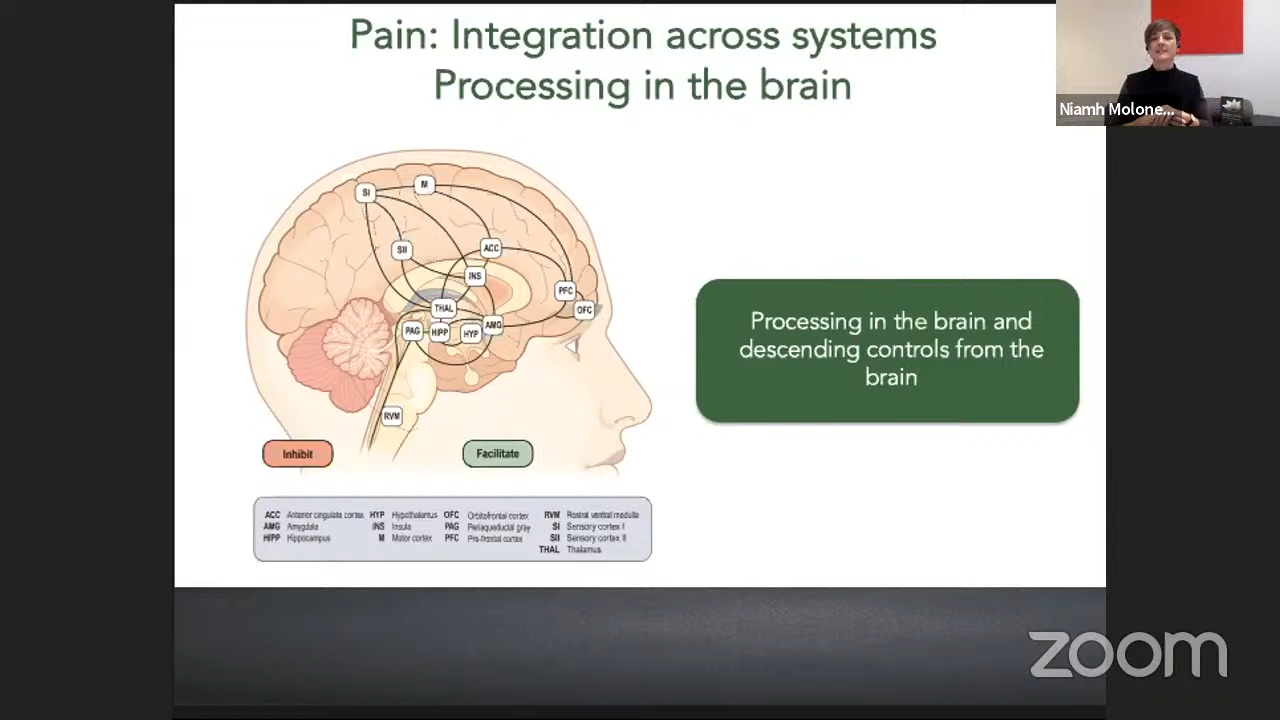 Pain: Integration across systems
Processing in the brain
Niamh Molone...
SI
M
SII
ACC
INS
PFC
THAL
OFC
PAG
HIPP
HYP
AMG
RVM
Inhibit
Facilitate
Processing in the brain and
descending controls from the
brain
ACC Anterior cingulate cortex HYP Hypothalamus OFC Orbitofrontal cortex RVM Rostral ventral medulla
AMG Amygdala INS Insula PAG Periaqueductal gray SI Sensory cortex I
HIPP Hippocampus M Motor cortex PFC Pre-frontal cortex SII Sensory cortex II
THAL Thalamus
zoom